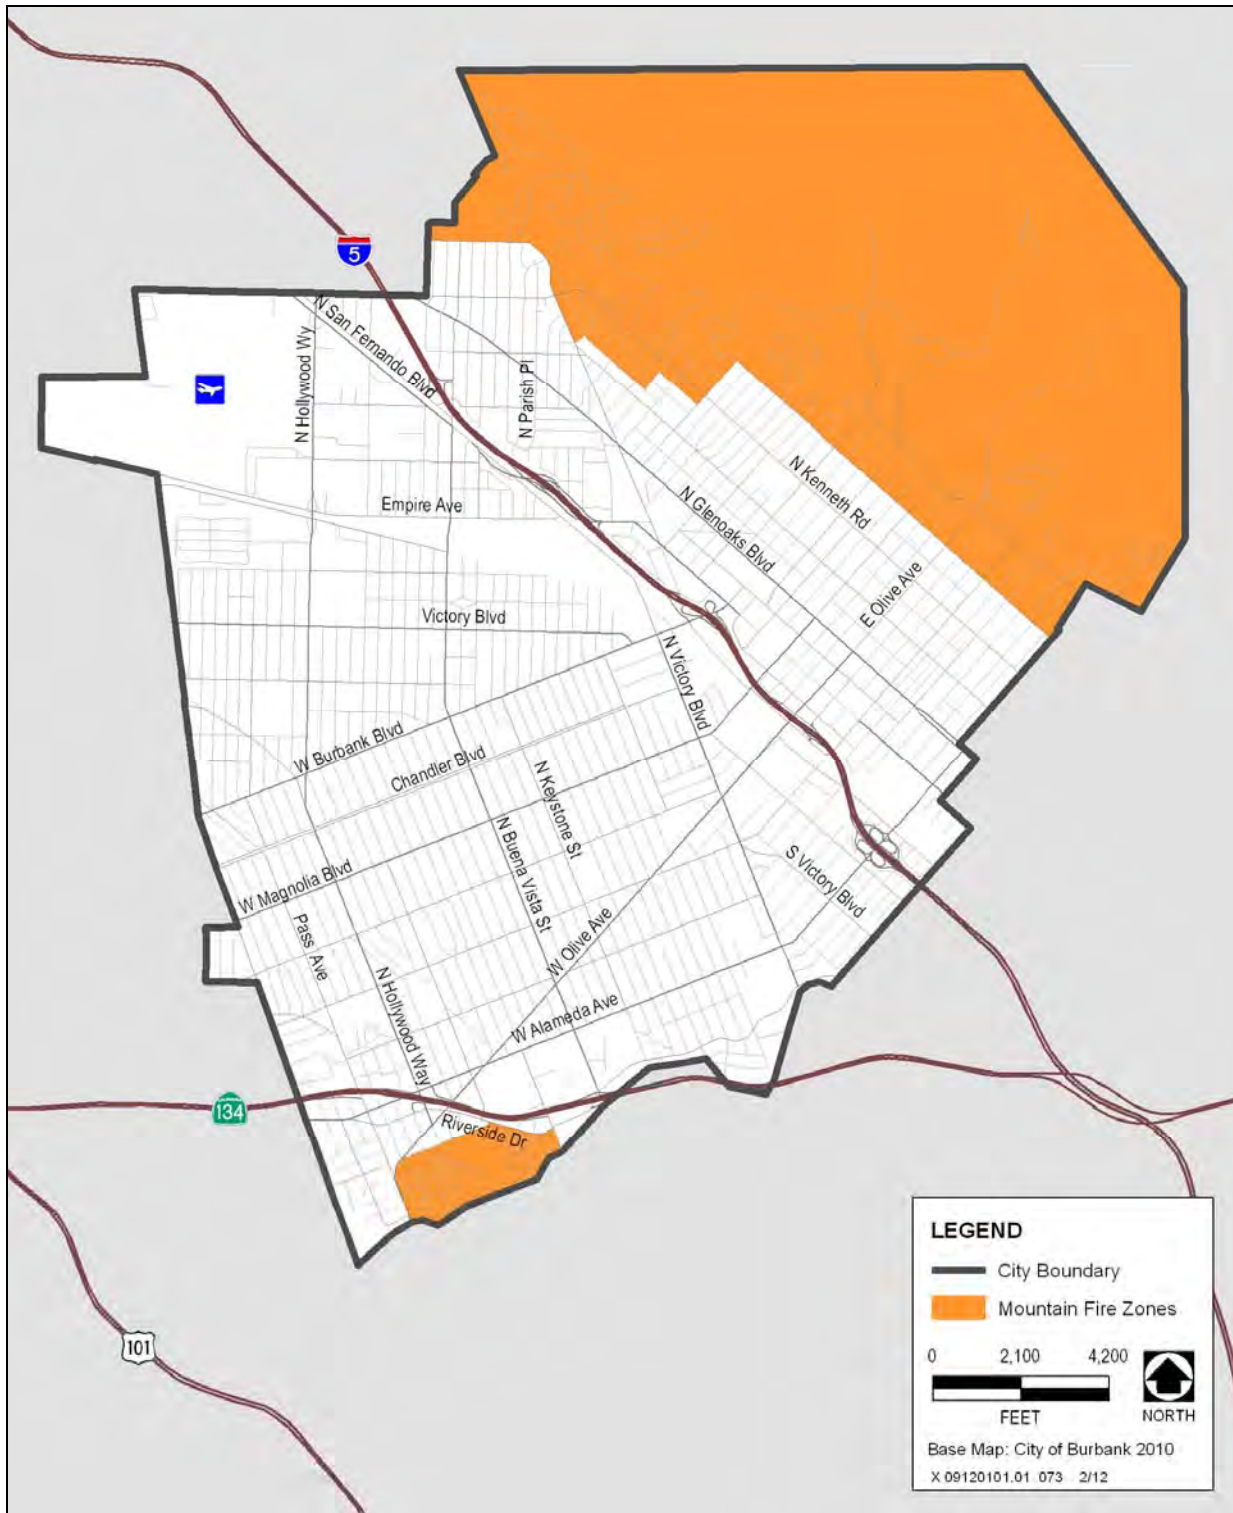 5
N San Fernando Blvd
N Hollywood Wy
N Parish Pl
N Kenneth Rd
Empire Ave
N Glenoaks Blvd
E Olive Ave
Victory Blvd
N Victory Blvd
W Burbank Blvd
Chandler Blvd
N Keystone St
N Buena Vista St
S Victory Blvd
W Magnolia Blvd
Pass Ave
W Olive Ave
N Hollywood Way
W Alameda Ave
134
Riverside Dr
101
LEGEND
City Boundary
Mountain Fire Zones
0 2,100 4,200
FEET
NORTH
Base Map: City of Burbank 2010
X 09120101.01 073 2/12